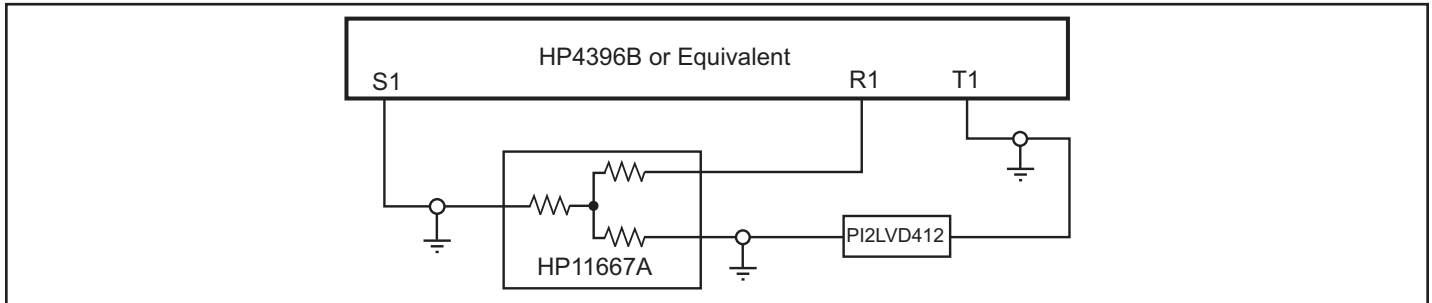 HP4396B or Equivalent
S1
R1
T1
PI2LVD412
HP11667A